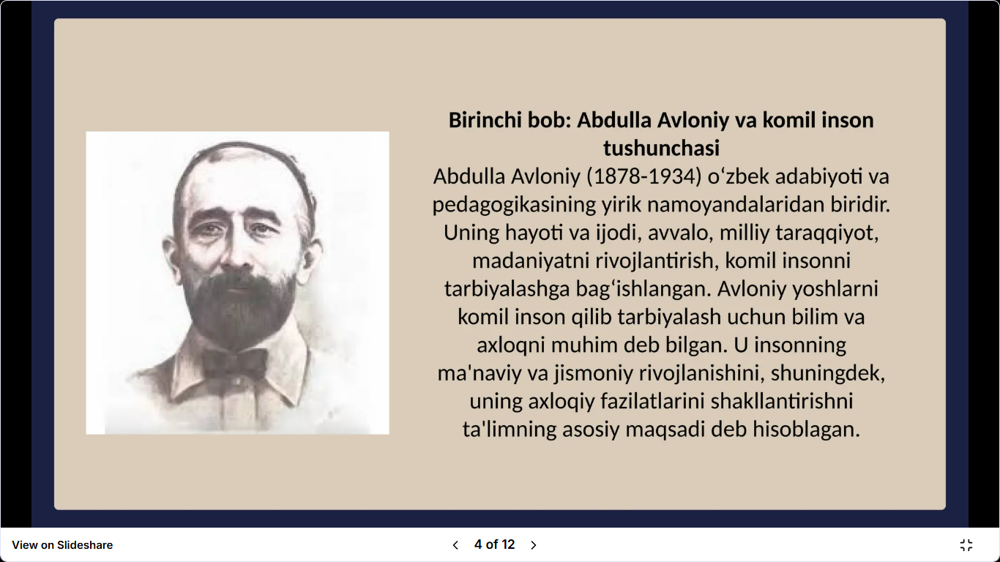 Birinchi bob: Abdulla Avloniy va komil inson
tushunchasi
Abdulla Avloniy (1878-1934) o‘zbek adabiyoti va
pedagogikasining yirik namoyandalaridan biridir.
Uning hayoti va ijodi, avvalo, milliy taraqqiyot,
madaniyatni rivojlantirish, komil insonni
tarbiyalashga bag‘ishlangan. Avloniy yoshlarni
komil inson qilib tarbiyalash uchun bilim va
axloqni muhim deb bilgan. U insonning
ma'naviy va jismoniy rivojlanishini, shuningdek,
uning axloqiy fazilatlarini shakllantirishni
ta'limning asosiy maqsadi deb hisoblagan.
View on Slideshare
4 of 12